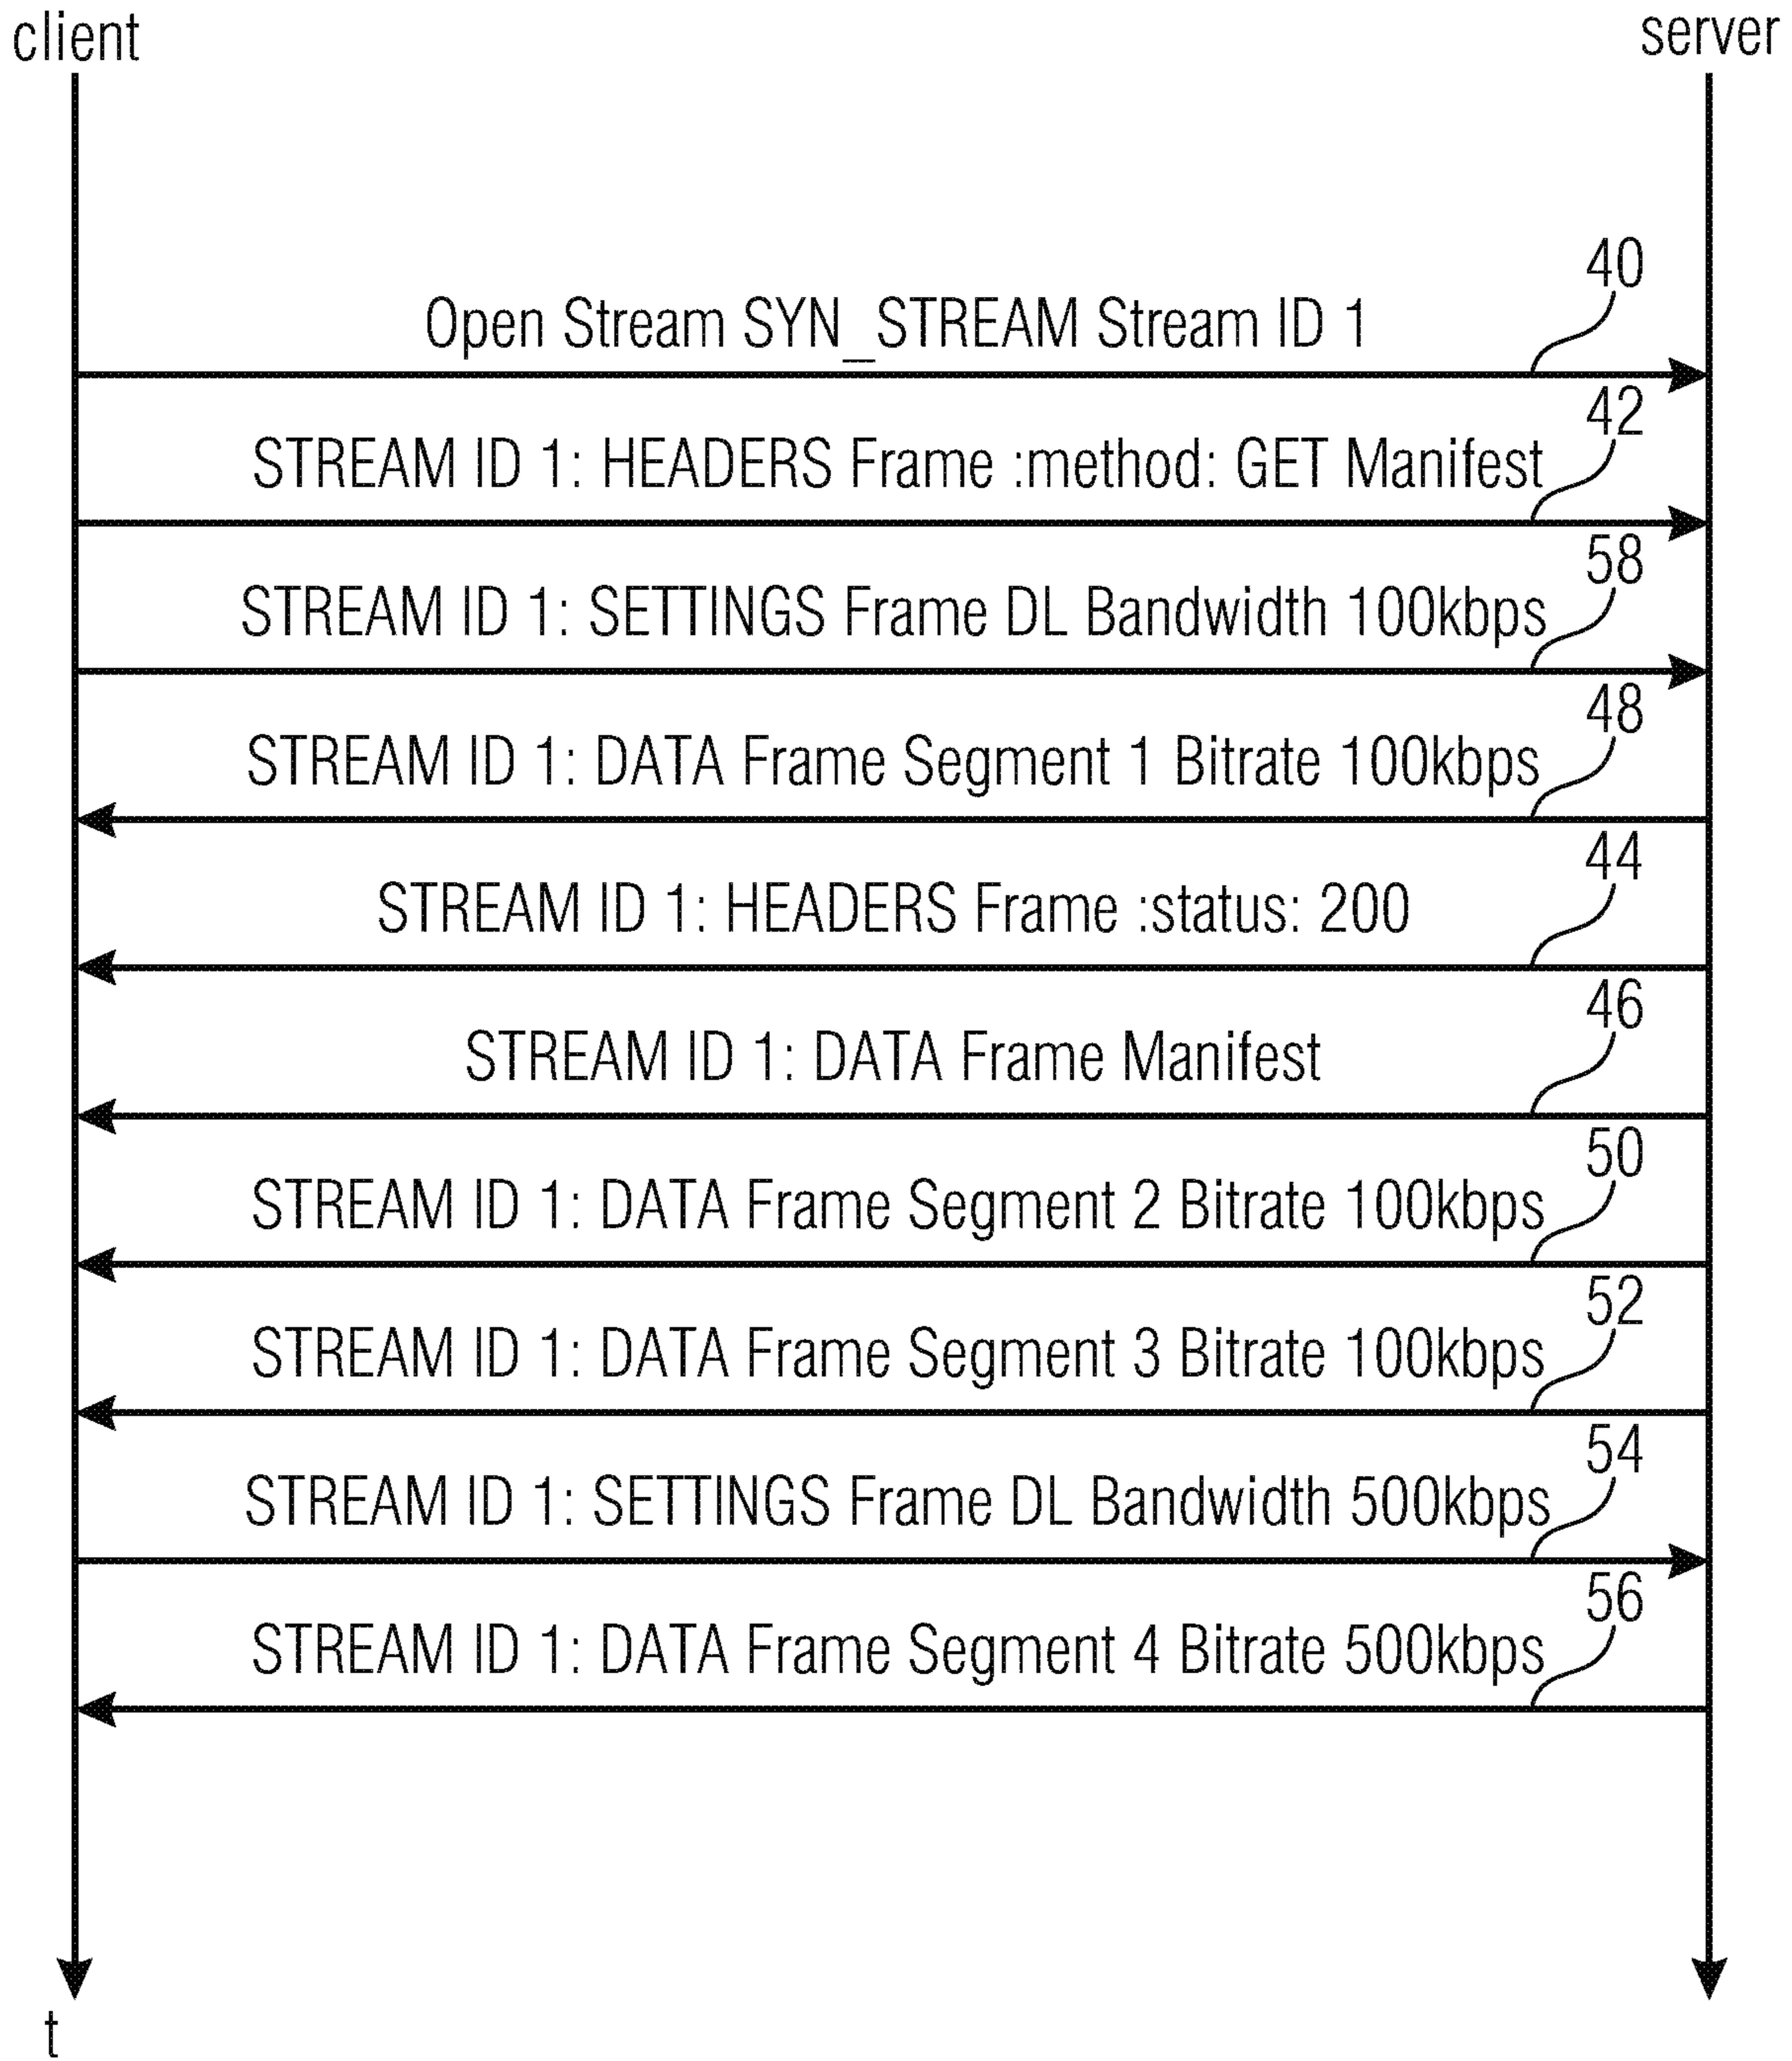 client
server
40
Open Stream SYN_STREAM Stream ID 1
42
STREAM ID 1: HEADERS Frame :method: GET Manifest
58
STREAM ID 1: SETTINGS Frame DL Bandwidth 100kbps
48
STREAM ID 1: DATA Frame Segment 1 Bitrate 100kbps
44
STREAM ID 1: HEADERS Frame :status: 200
46
STREAM ID 1: DATA Frame Manifest
50
STREAM ID 1: DATA Frame Segment 2 Bitrate 100kbps
52
STREAM ID 1: DATA Frame Segment 3 Bitrate 100kbps
54
STREAM ID 1: SETTINGS Frame DL Bandwidth 500kbps
56
STREAM ID 1: DATA Frame Segment 4 Bitrate 500kbps
t